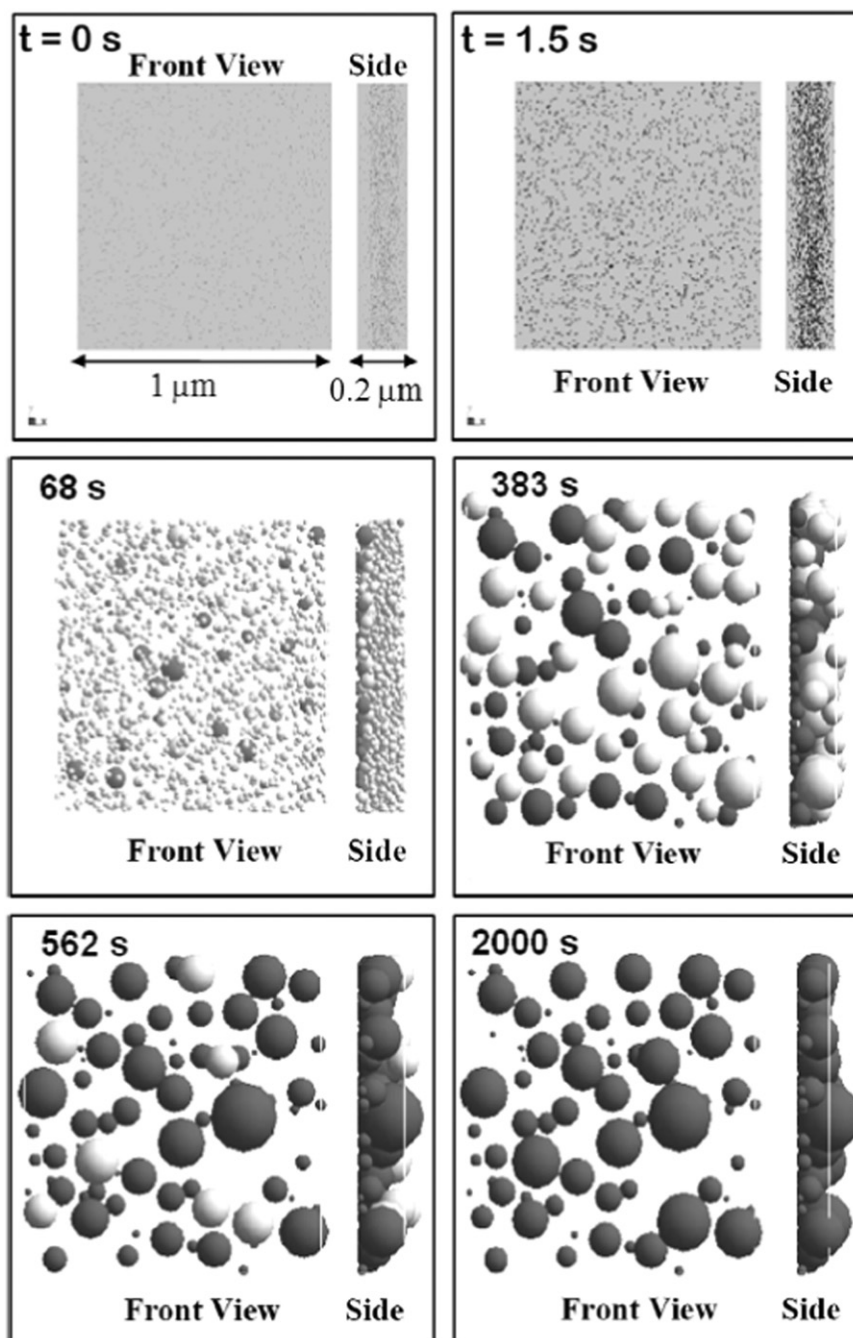 t = 0 s
Front View Side
1 μm 0.2 μm
t = 1.5 s
Front View Side
68 s
Front View Side
383 s
Front View Side
562 s
Front View Side
2000 s
Front View Side